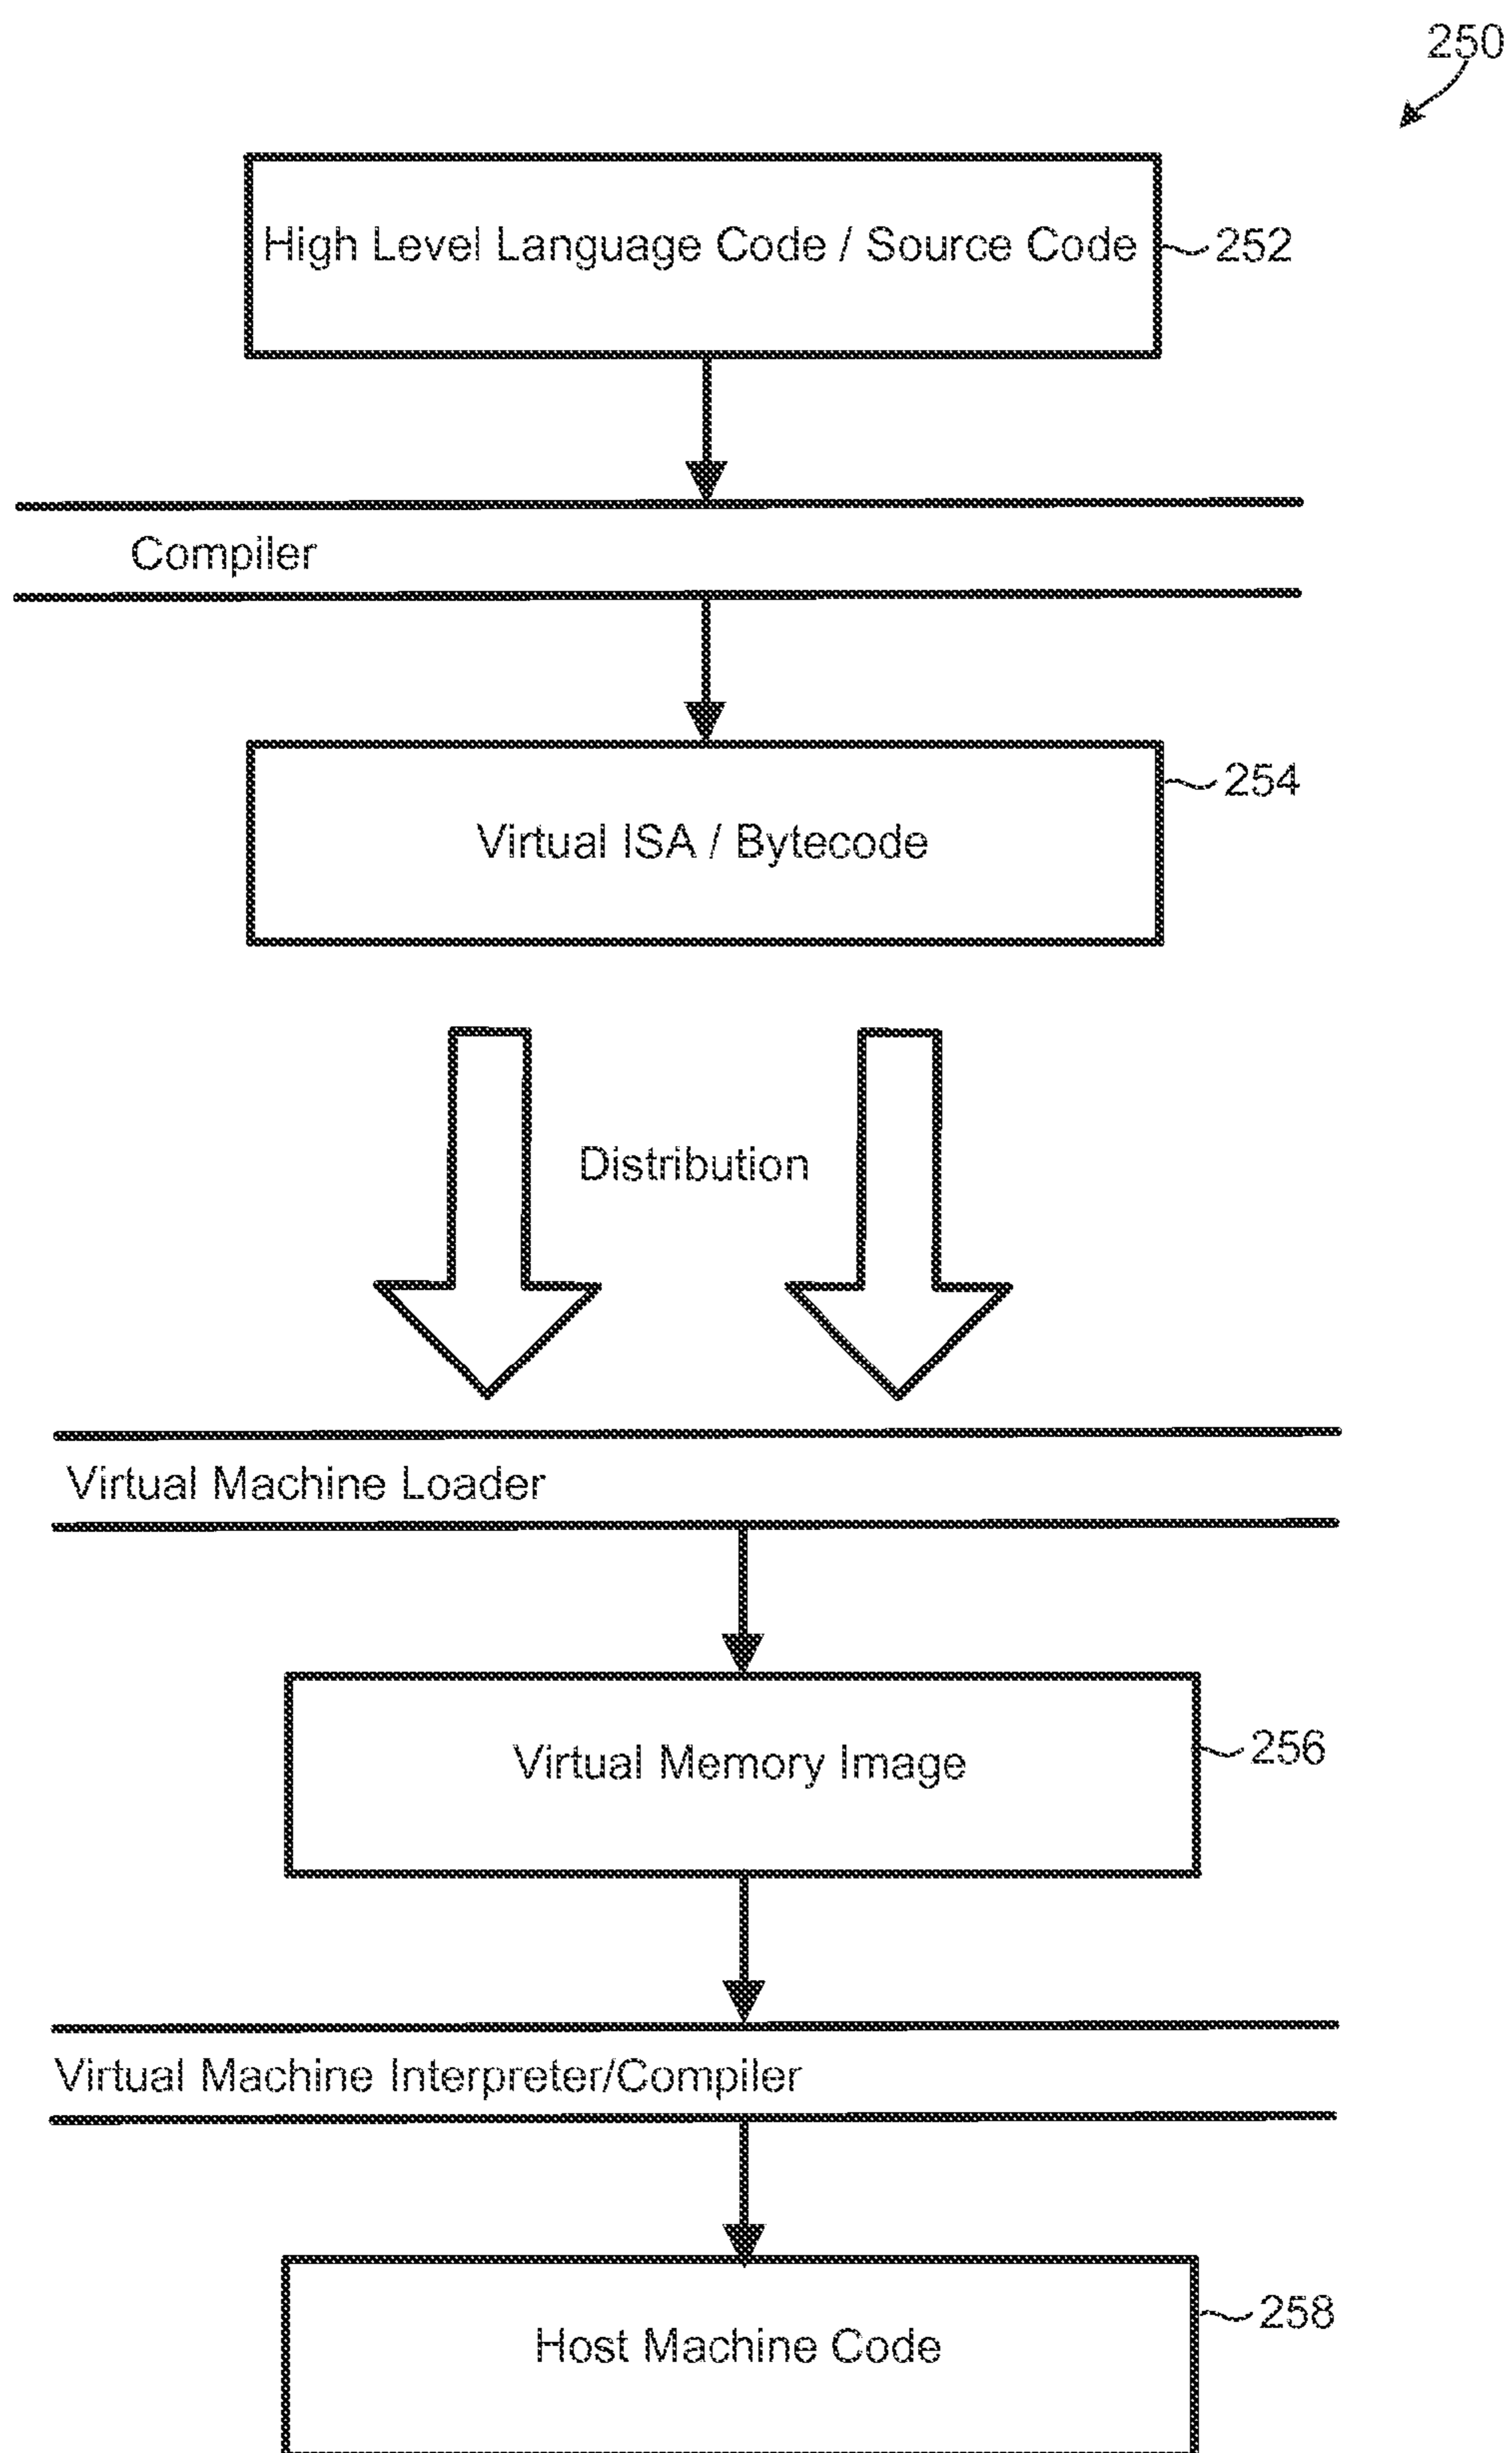 250
High Level Language Code / Source Code
252
Compiler
Virtual ISA / Bytecode
254
Distribution
Virtual Machine Loader
Virtual Memory Image
256
Virtual Machine Interpreter/Compiler
Host Machine Code
258